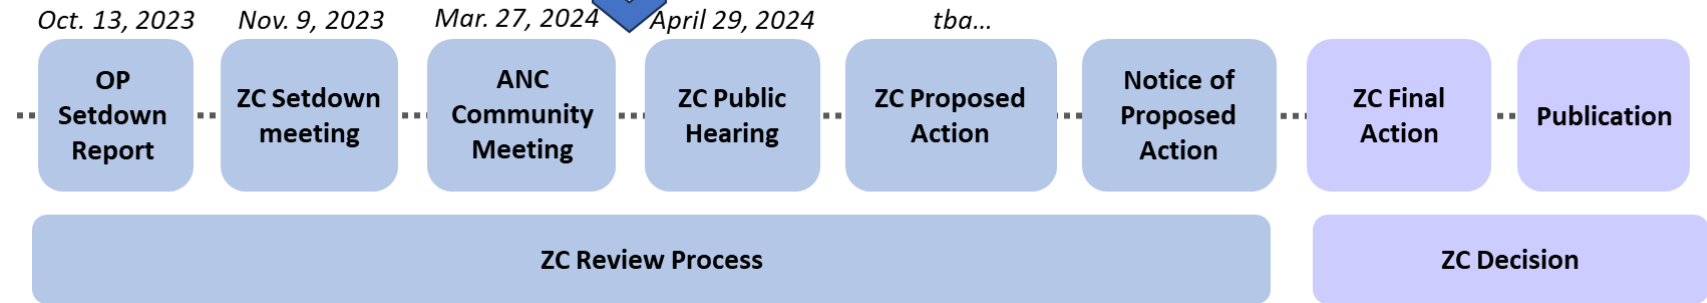 Oct. 13, 2023
Nov. 9, 2023
Mar. 27, 2024
April 29, 2024
tba...
OP
Setdown
Report
ZC Setdown
meeting
ANC
Community
Meeting
ZC Public
Hearing
ZC Proposed
Action
Notice of
Proposed
Action
ZC Final
Action
Publication
ZC Review Process
ZC Decision